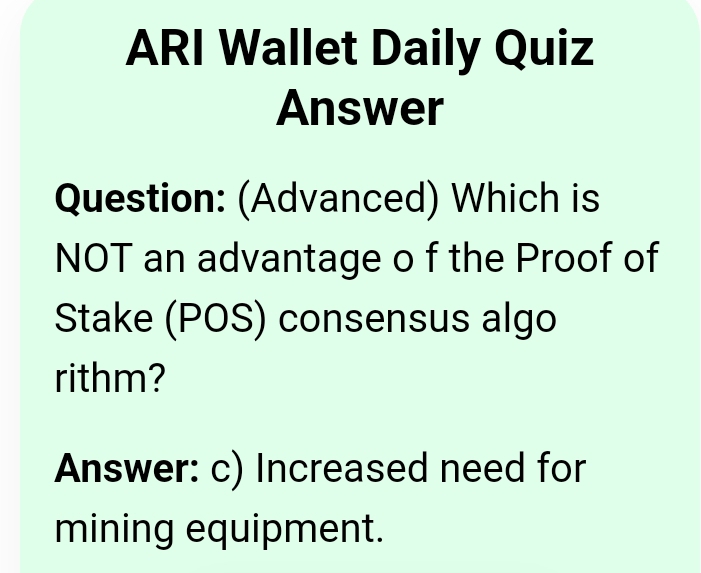 ARI Wallet Daily Quiz
Answer
Question: (Advanced) Which is
NOT an advantage o f the Proof of
Stake (POS) consensus algo
rithm?
Answer: c) Increased need for
mining equipment.